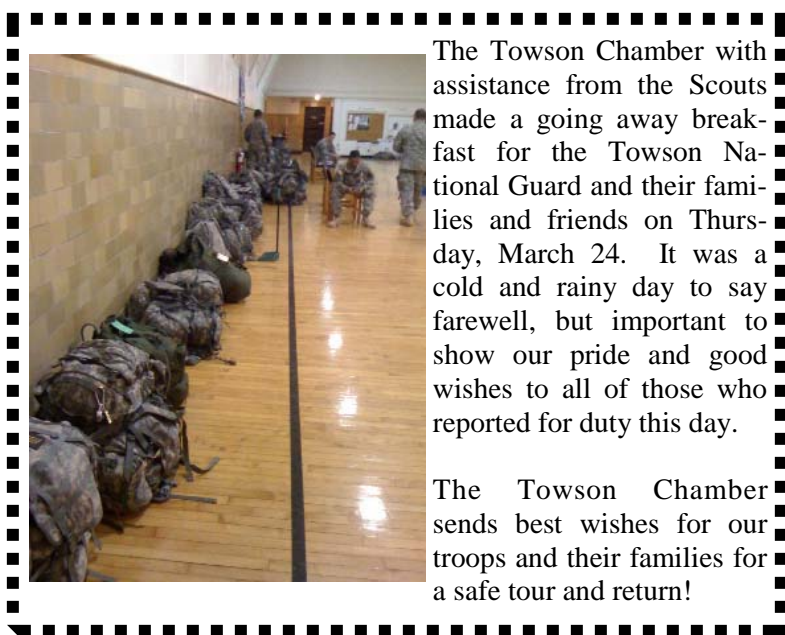 The Towson Chamber with
assistance from the Scouts
made a going away break-
fast for the Towson Na-
tional Guard and their fami-
lies and friends on Thurs-
day, March 24. It was a
cold and rainy day to say
farewell, but important to
show our pride and good
wishes to all of those who
reported for duty this day.

The Towson Chamber
sends best wishes for our
troops and their families for
a safe tour and return!